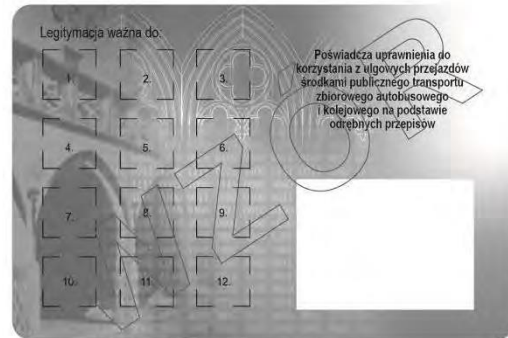 Legitymacja ważna do:
1. 2. 3.
4. 5. 6.
7. 8. 9.
10. 11. 12.
Poświadcza uprawnienia do
korzystania z ulgowych przejazdów
środkami publicznego transportu
zbiorowego autobusowego
i kolejowego na podstawie
odrębnych przepisów
WZÓR